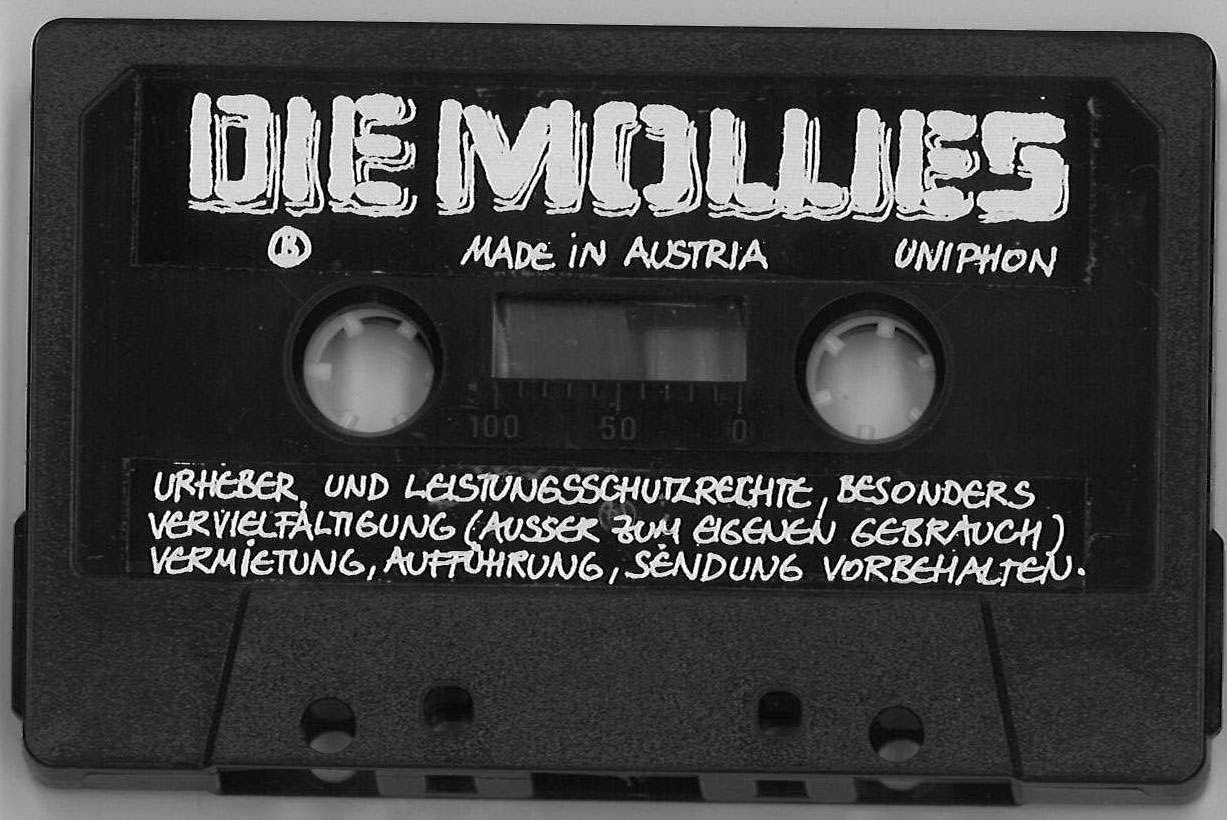 DIE MOLLIES
B MADE iN AUSTRIA UNIPHON
100 50 0
URHEBER, UND LEISTUNGSSCHUTZRECHTE, BESONDERS
VERVIELFÄLTIGUNG (AUSSER ZUM EIGENEN GEBRAUCH)
VERMIETUNG, AUFFÜHRUNG, SENDUNG VORBEHALTEN.